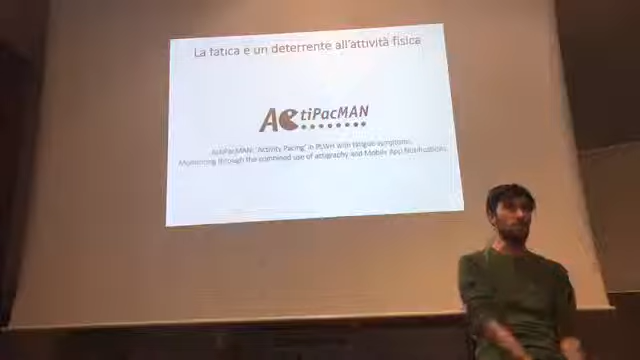 La fatica è un deterrente all'attività fisica
ActiPacMAN
ActiPacMAN: 'Activity Pacing' in PLWH with fatigue symptoms.
Monitoring through the combined use of actigraphy and Mobile App Notifications.